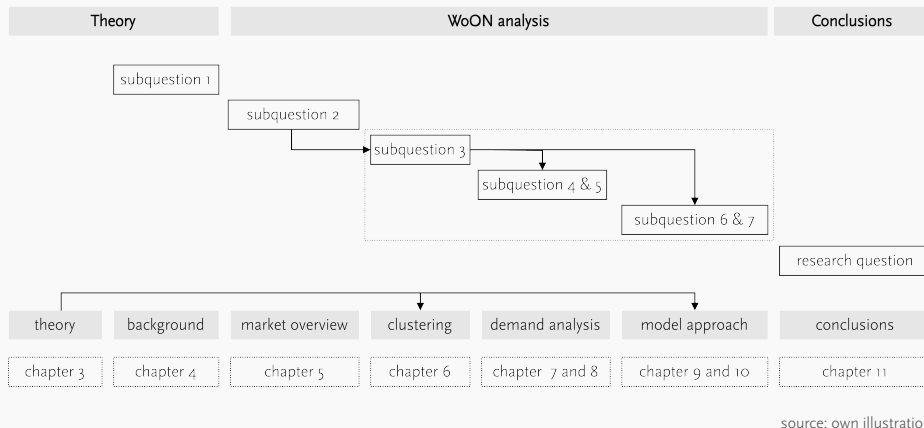 Theory
WoON analysis
Conclusions
subquestion 1
subquestion 2
subquestion 3
subquestion 4 & 5
subquestion 6 & 7
research question
theory
background
market overview
clustering
demand analysis
model approach
conclusions
chapter 3
chapter 4
chapter 5
chapter 6
chapter 7 and 8
chapter 9 and 10
chapter 11
source: own illustratio